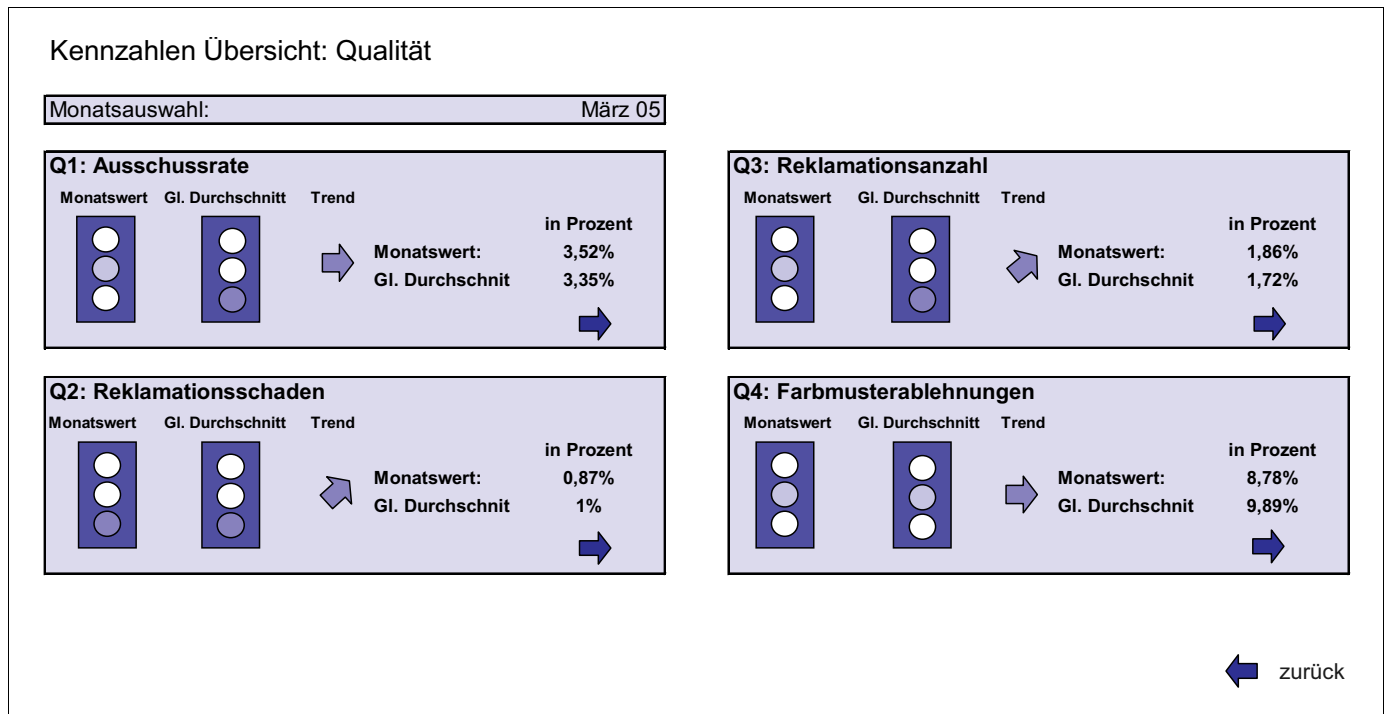 Kennzahlen Übersicht: Qualität
Monatsauswahl: März 05
Q1: Ausschussrate
Monatswert Gl. Durchschnitt Trend
in Prozent
Monatswert: 3,52%
Gl. Durchschnit 3,35%
Q3: Reklamationsanzahl
Monatswert Gl. Durchschnitt Trend
in Prozent
Monatswert: 1,86%
Gl. Durchschnit 1,72%
Q2: Reklamationsschaden
Monatswert Gl. Durchschnitt Trend
in Prozent
Monatswert: 0,87%
Gl. Durchschnit 1%
Q4: Farbmusterablehnungen
Monatswert Gl. Durchschnitt Trend
in Prozent
Monatswert: 8,78%
Gl. Durchschnit 9,89%
zurück